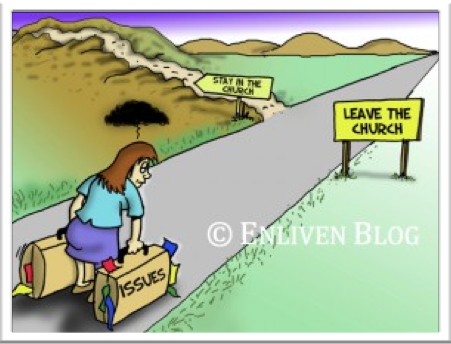 STAY IN THE
CHURCH
LEAVE THE
CHURCH
© ENLIVEN BLOG
ISSUES